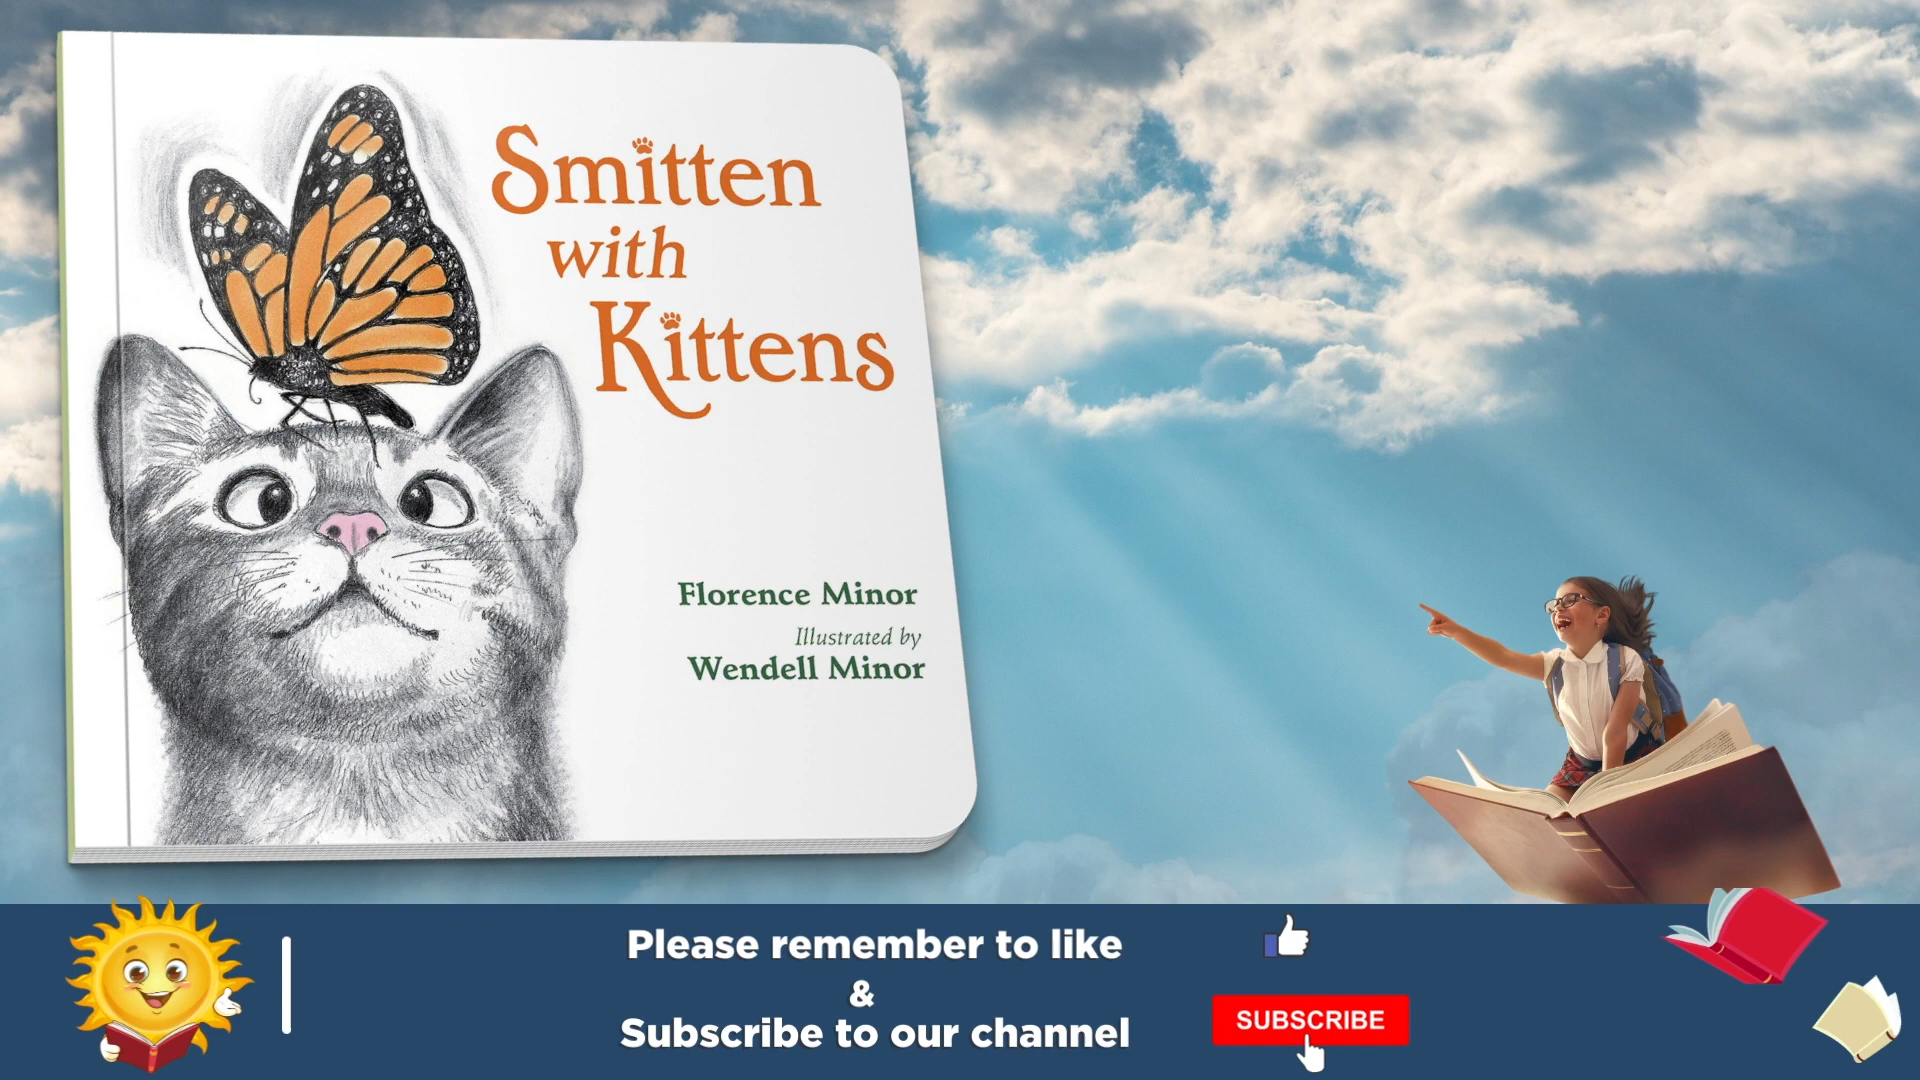 Smitten
with
Kittens
Florence Minor
Illustrated by
Wendell Minor
Please remember to like
&
Subscribe to our channel
SUBSCRIBE